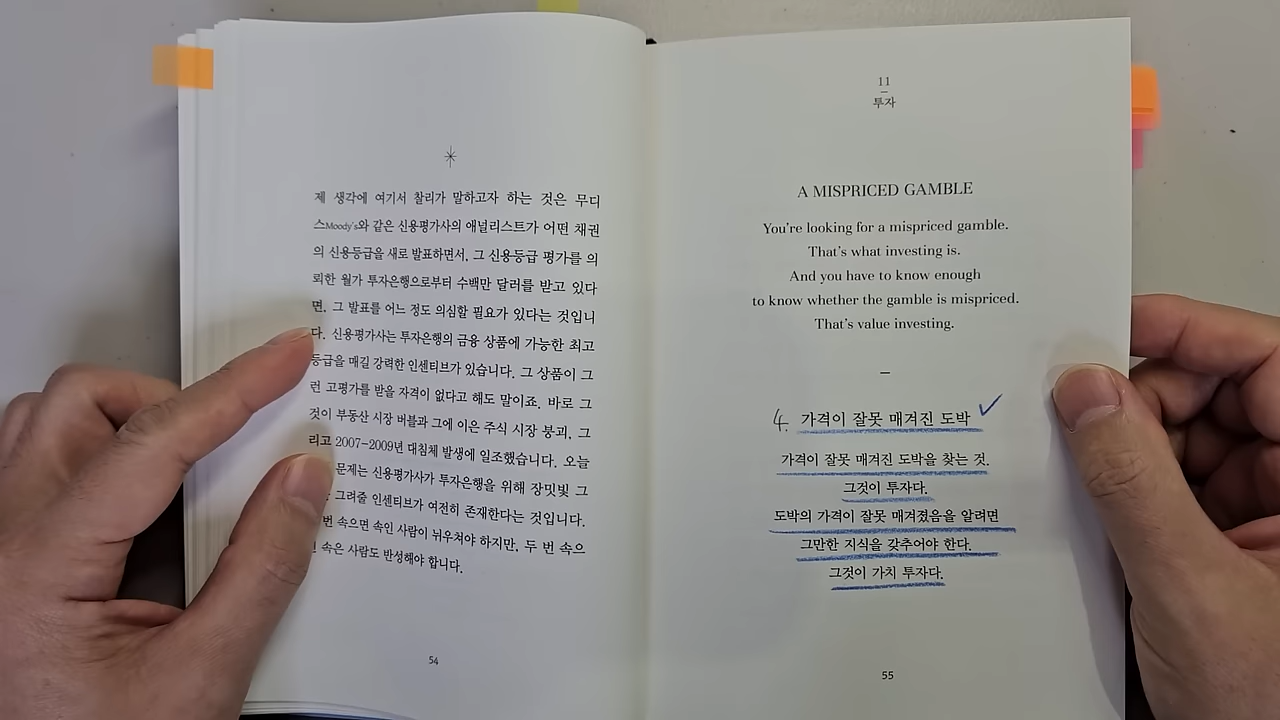 제 생각에 여기서 찰리가 말하고자 하는 것은 무디
스Moody's와 같은 신용평가사의 애널리스트가 어떤 채권
의 신용등급을 새로 발표하면서, 그 신용등급 평가를 의
뢰한 월가 투자은행으로부터 수백만 달러를 받고 있다
면, 그 발표를 어느 정도 의심할 필요가 있다는 것입니
다. 신용평가사는 투자은행의 금융 상품에 가능한 최고
등급을 매길 강력한 인센티브가 있습니다. 그 상품이 그
런 고평가를 받을 자격이 없다고 해도 말이죠. 바로 그
것이 부동산 시장 버블과 그에 이은 주식 시장 붕괴, 그
리고 2007-2009년 대침체 발생에 일조했습니다. 오늘
문제는 신용평가사가 투자은행을 위해 장밋빛 그
그려줄 인센티브가 여전히 존재한다는 것입니다.
번 속으면 속인 사람이 뉘우쳐야 하지만, 두 번 속으
속은 사람도 반성해야 합니다.
54
11
투자
A MISPRICED GAMBLE
You're looking for a mispriced gamble.
That's what investing is.
And you have to know enough
to know whether the gamble is mispriced.
That's value investing.
4. 가격이 잘못 매겨진 도박
가격이 잘못 매겨진 도박을 찾는 것.
그것이 투자다.
도박의 가격이 잘못 매겨졌음을 알려면
그만한 지식을 갖추어야 한다.
그것이 가치 투자다.
55